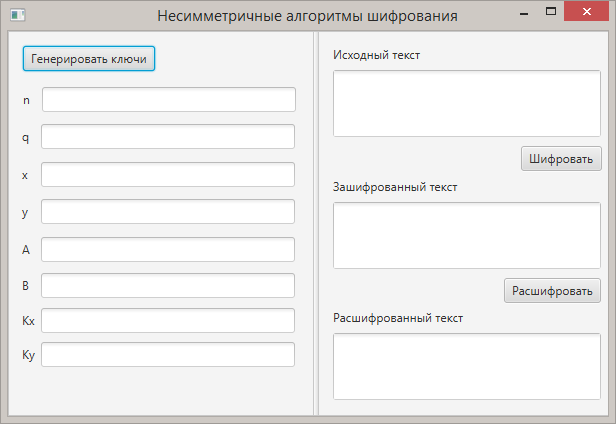 Несимметричные алгоритмы шифрования
Генерировать ключи
n
q
x
y
A
B
Kx
Ky
Исходный текст
Шифровать
Зашифрованный текст
Расшифровать
Расшифрованный текст